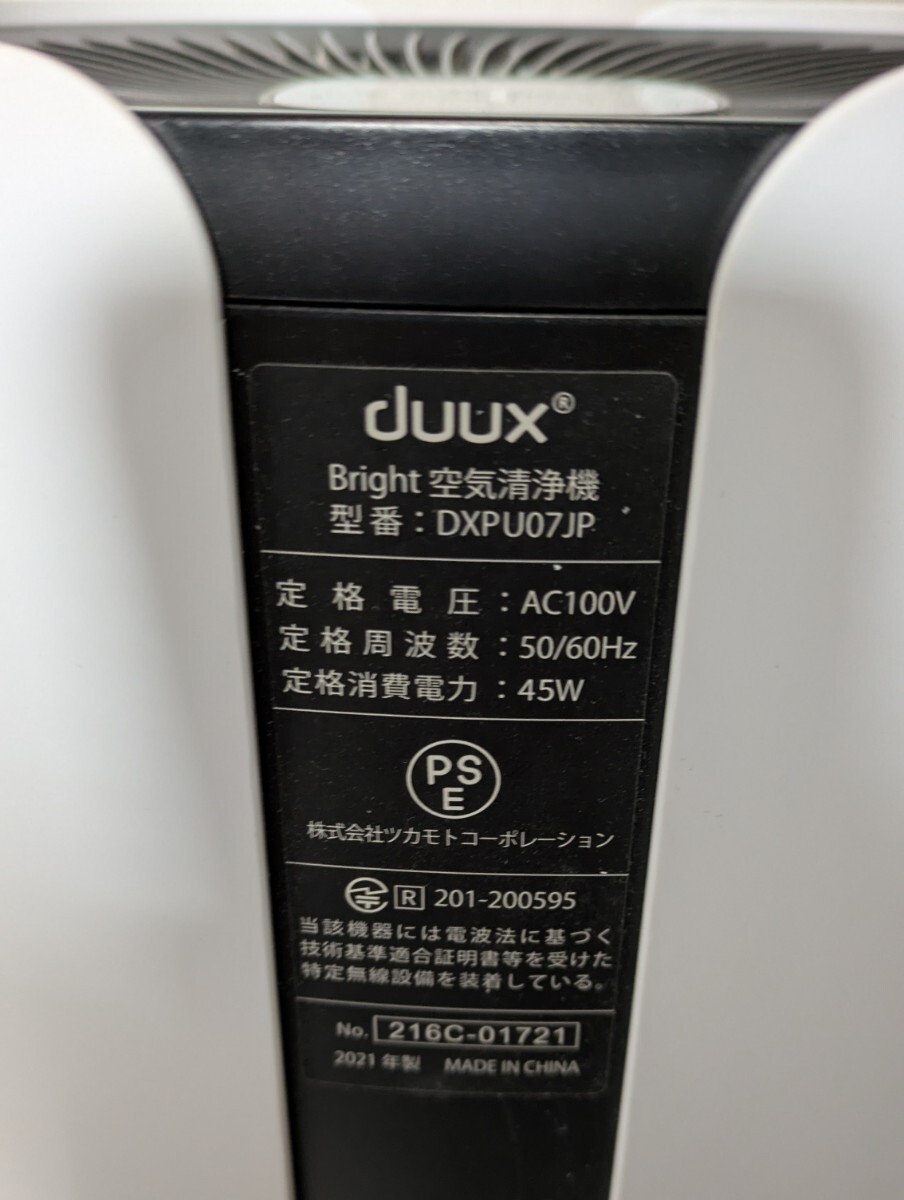 duux®
Bright 空気清浄機
型番：DXPU07JP
定格電圧：AC100V
定格周波数：50/60Hz
定格消費電力：45W
PS
E
株式会社ツカモトコーポレーション
R 201-200595
当該機器には電波法に基づく
技術基準適合証明書等を受けた
特定無線設備を装着している。
No. 216C-01721
2021年製 MADE IN CHINA